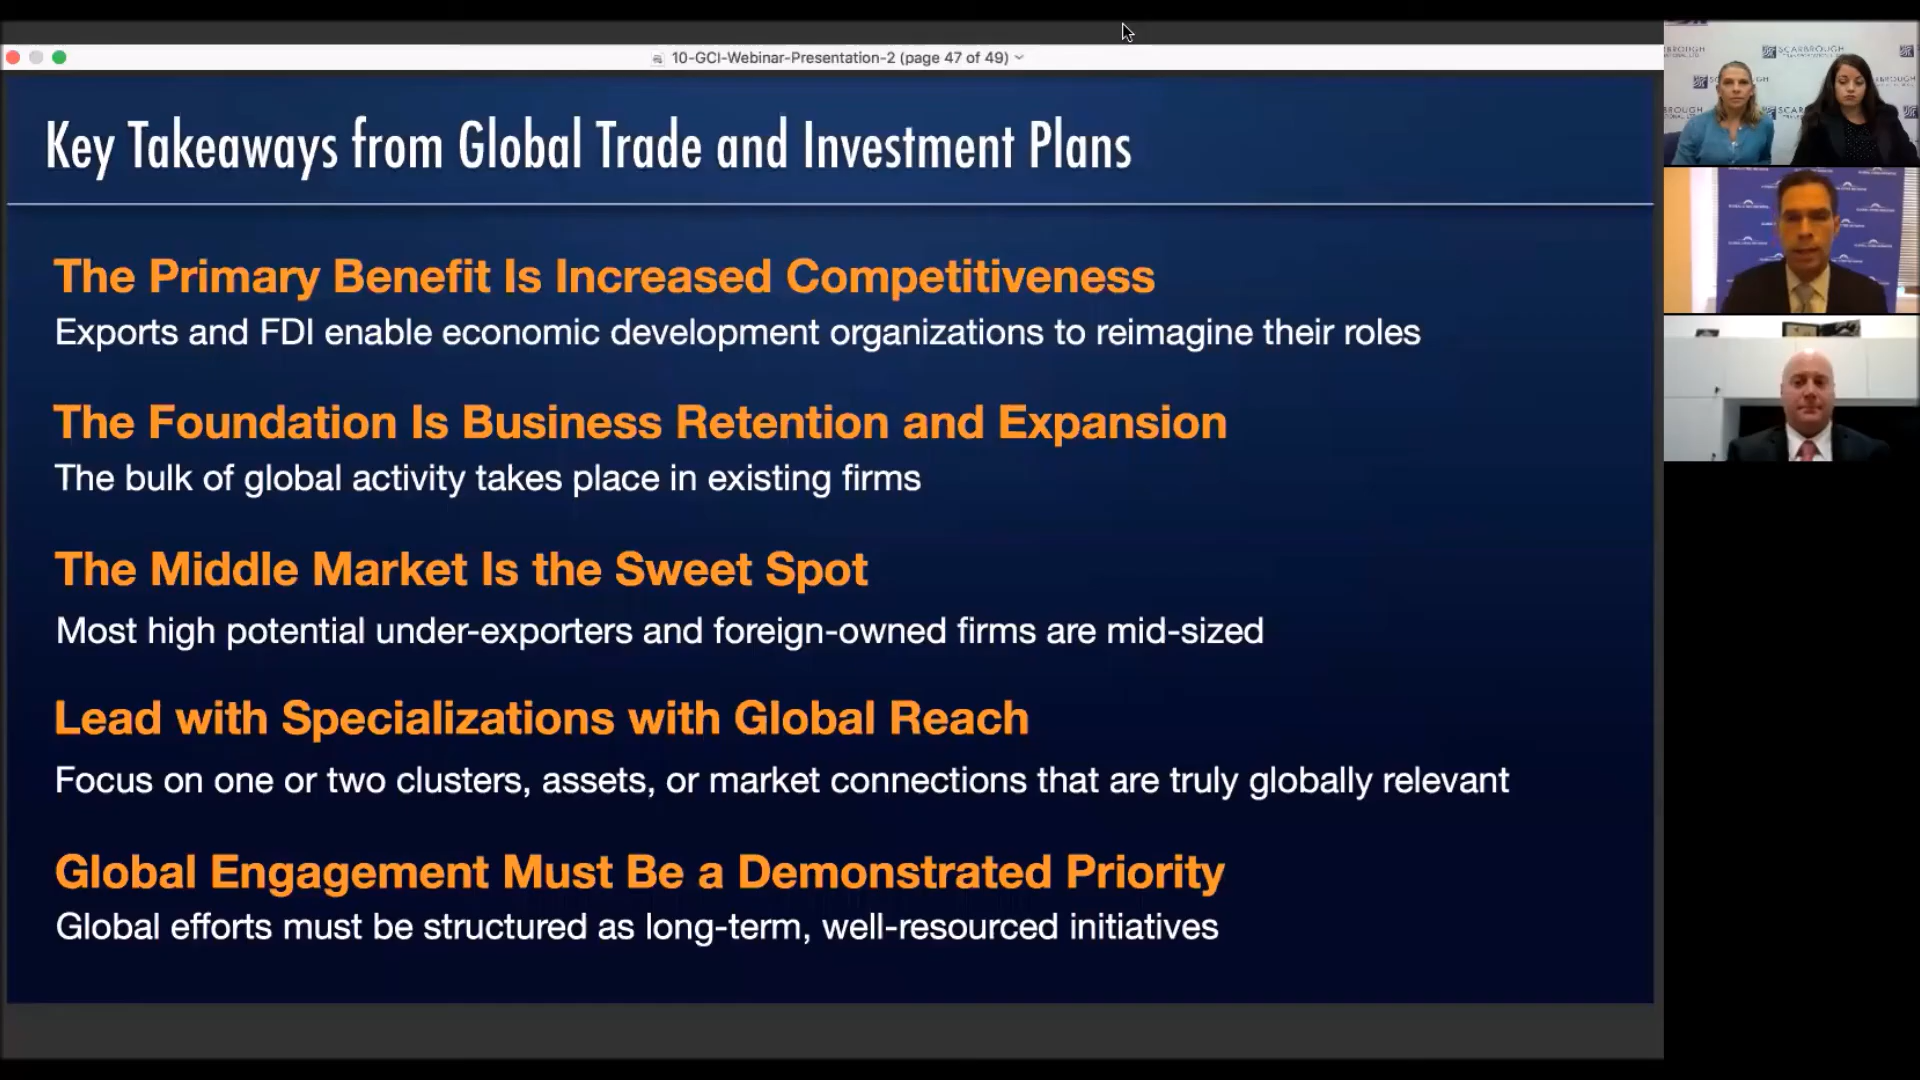 10-GCI-Webinar-Presentation-2 (page 47 of 49)
Key Takeaways from Global Trade and Investment Plans
The Primary Benefit Is Increased Competitiveness
Exports and FDI enable economic development organizations to reimagine their roles
The Foundation Is Business Retention and Expansion
The bulk of global activity takes place in existing firms
The Middle Market Is the Sweet Spot
Most high potential under-exporters and foreign-owned firms are mid-sized
Lead with Specializations with Global Reach
Focus on one or two clusters, assets, or market connections that are truly globally relevant
Global Engagement Must Be a Demonstrated Priority
Global efforts must be structured as long-term, well-resourced initiatives
SCARBROUGH